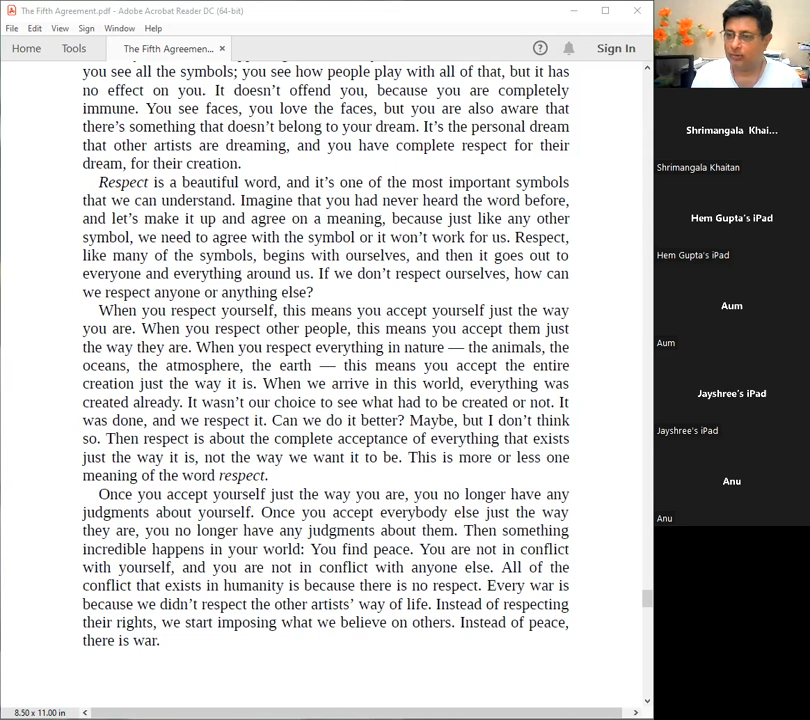 The Fifth Agreement.pdf - Adobe Acrobat Reader DC (64-bit)
File Edit View Sign Window Help
Home Tools The Fifth Agreemen... × Sign In
you see all the symbols; you see how people play with all of that, but it has
no effect on you. It doesn't offend you, because you are completely
immune. You see faces, you love the faces, but you are also aware that
there's something that doesn't belong to your dream. It's the personal dream
that other artists are dreaming, and you have complete respect for their
dream, for their creation.
Respect is a beautiful word, and it's one of the most important symbols
that we can understand. Imagine that you had never heard the word before,
and let's make it up and agree on a meaning, because just like any other
symbol, we need to agree with the symbol or it won't work for us. Respect,
like many of the symbols, begins with ourselves, and then it goes out to
everyone and everything around us. If we don't respect ourselves, how can
we respect anyone or anything else?
When you respect yourself, this means you accept yourself just the way
you are. When you respect other people, this means you accept them just
the way they are. When you respect everything in nature — the animals, the
oceans, the atmosphere, the earth — this means you accept the entire
creation just the way it is. When we arrive in this world, everything was
created already. It wasn't our choice to see what had to be created or not. It
was done, and we respect it. Can we do it better? Maybe, but I don't think
so. Then respect is about the complete acceptance of everything that exists
just the way it is, not the way we want it to be. This is more or less one
meaning of the word respect.
Once you accept yourself just the way you are, you no longer have any
judgments about yourself. Once you accept everybody else just the way
they are, you no longer have any judgments about them. Then something
incredible happens in your world: You find peace. You are not in conflict
with yourself, and you are not in conflict with anyone else. All of the
conflict that exists in humanity is because there is no respect. Every war is
because we didn't respect the other artists' way of life. Instead of respecting
their rights, we start imposing what we believe on others. Instead of peace,
there is war.
8.50 x 11.00 in
Shrimangala Khai...
Shrimangala Khaitan
Hem Gupta's iPad
Hem Gupta's iPad
Aum
Aum
Jayshree's iPad
Jayshree's iPad
Anu
Anu